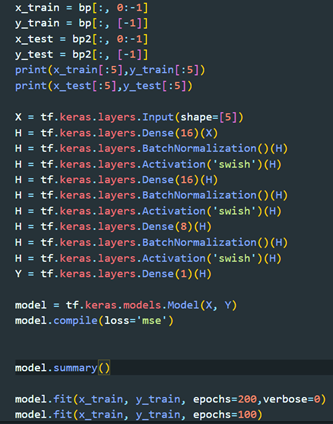 x_train = bp[:, 0:-1]
y_train = bp[:, [-1]]
x_test = bp2[:, 0:-1]
y_test = bp2[:, [-1]]
print(x_train[:5],y_train[:5])
print(x_test[:5],y_test[:5])
X = tf.keras.layers.Input(shape=[5])
H = tf.keras.layers.Dense(16)(X)
H = tf.keras.layers.BatchNormalization()(H)
H = tf.keras.layers.Activation('swish')(H)
H = tf.keras.layers.Dense(16)(H)
H = tf.keras.layers.BatchNormalization()(H)
H = tf.keras.layers.Activation('swish')(H)
H = tf.keras.layers.Dense(8)(H)
H = tf.keras.layers.BatchNormalization()(H)
H = tf.keras.layers.Activation('swish')(H)
Y = tf.keras.layers.Dense(1)(H)
model = tf.keras.models.Model(X, Y)
model.compile(loss='mse')
model.summary()
model.fit(x_train, y_train, epochs=200,verbose=0)
model.fit(x_train, y_train, epochs=100)